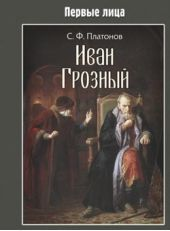 Первые лица
С. Ф. Платонов
Иван
Грозный